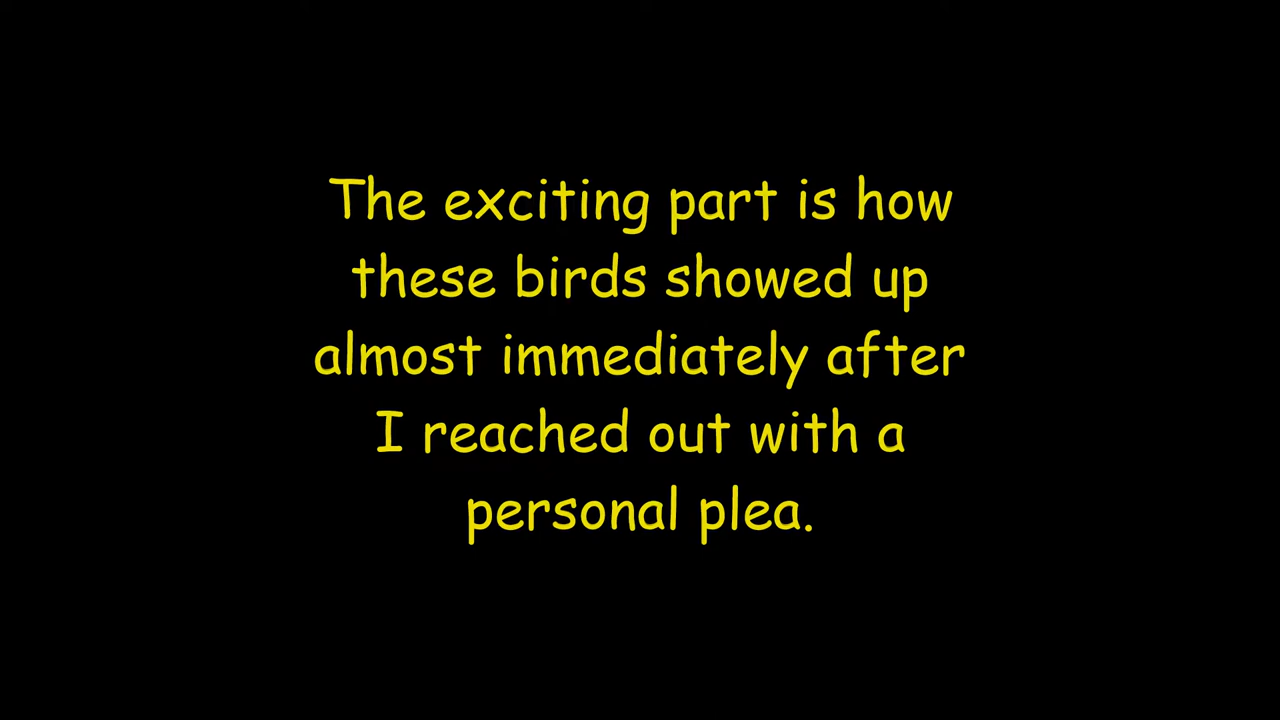 The exciting part is how
these birds showed up
almost immediately after
I reached out with a
personal plea.